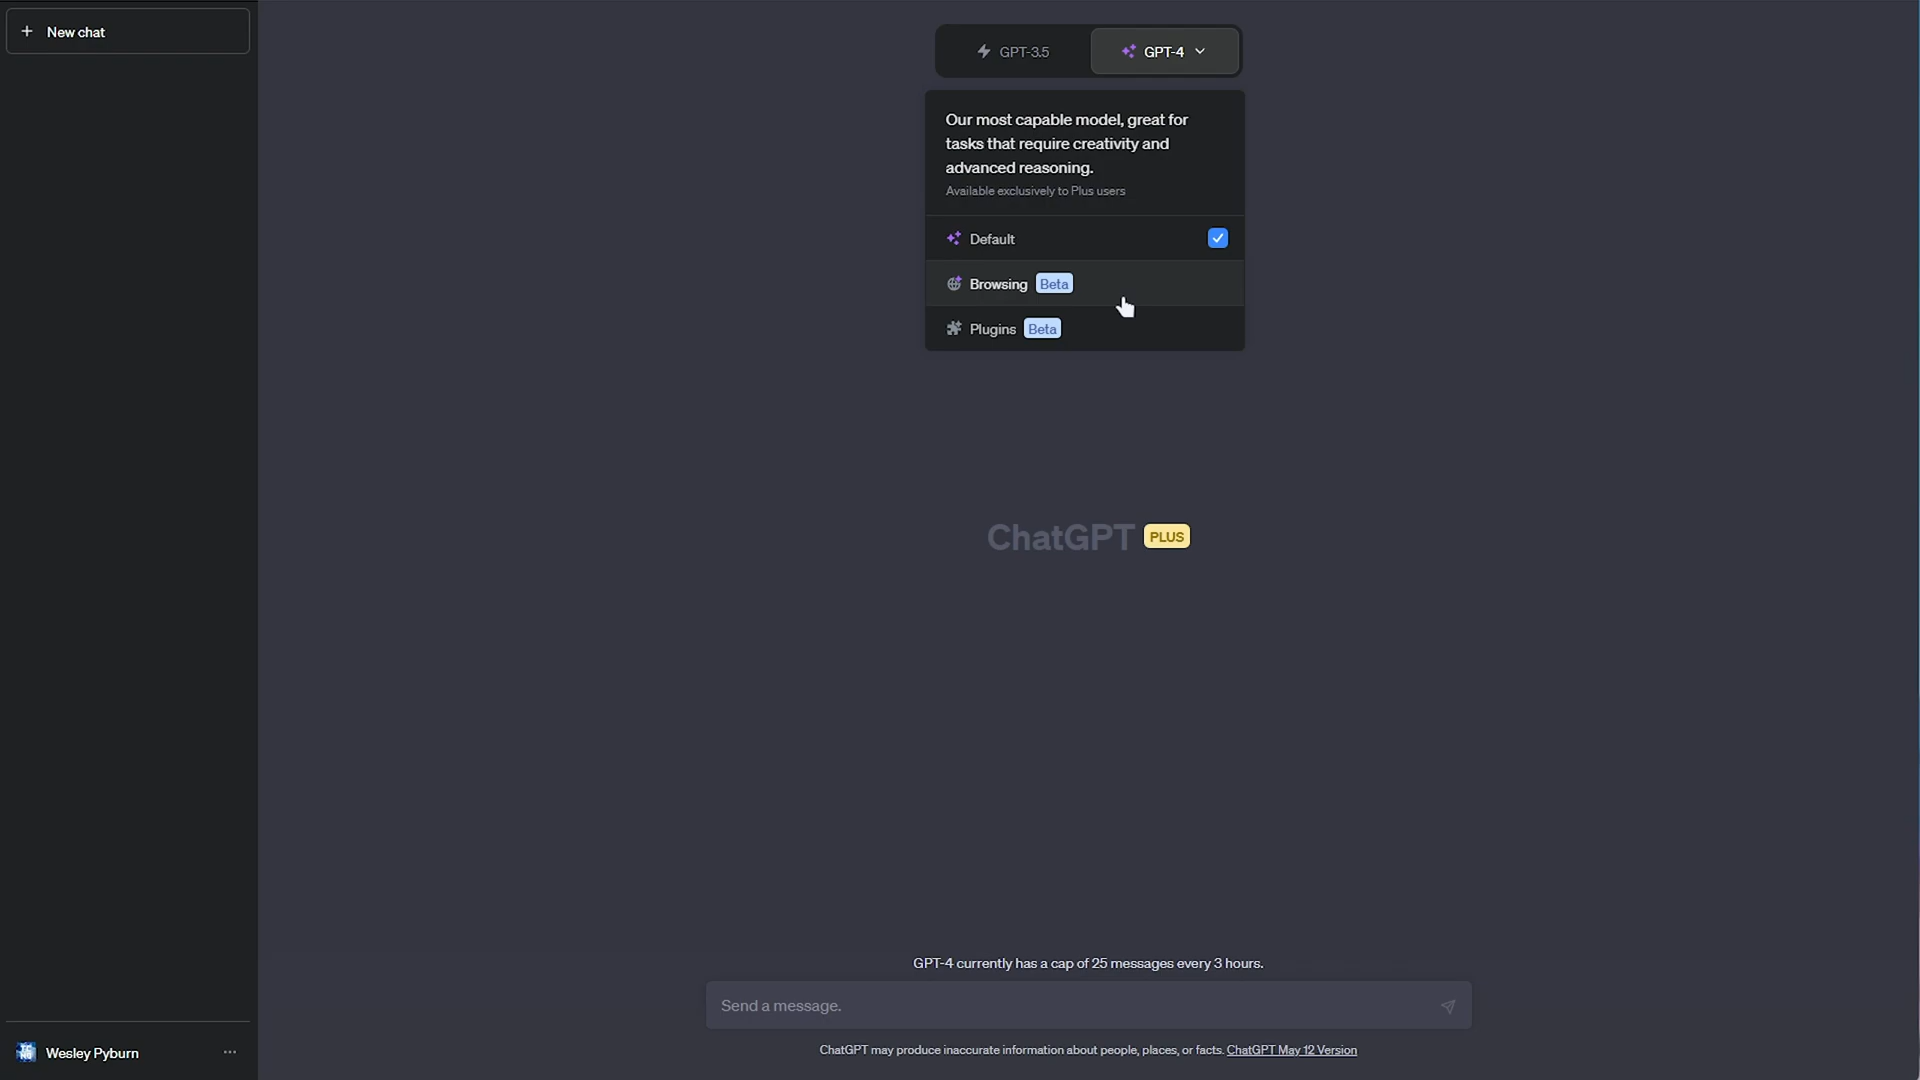 New chat
GPT-3.5
GPT-4
Our most capable model, great for
tasks that require creativity and
advanced reasoning.
Available exclusively to Plus users
Default
Browsing Beta
Plugins Beta
ChatGPT PLUS
GPT-4 currently has a cap of 25 messages every 3 hours.
Send a message.
ChatGPT may produce inaccurate information about people, places, or facts. ChatGPT May 12 Version
Wesley Pyburn